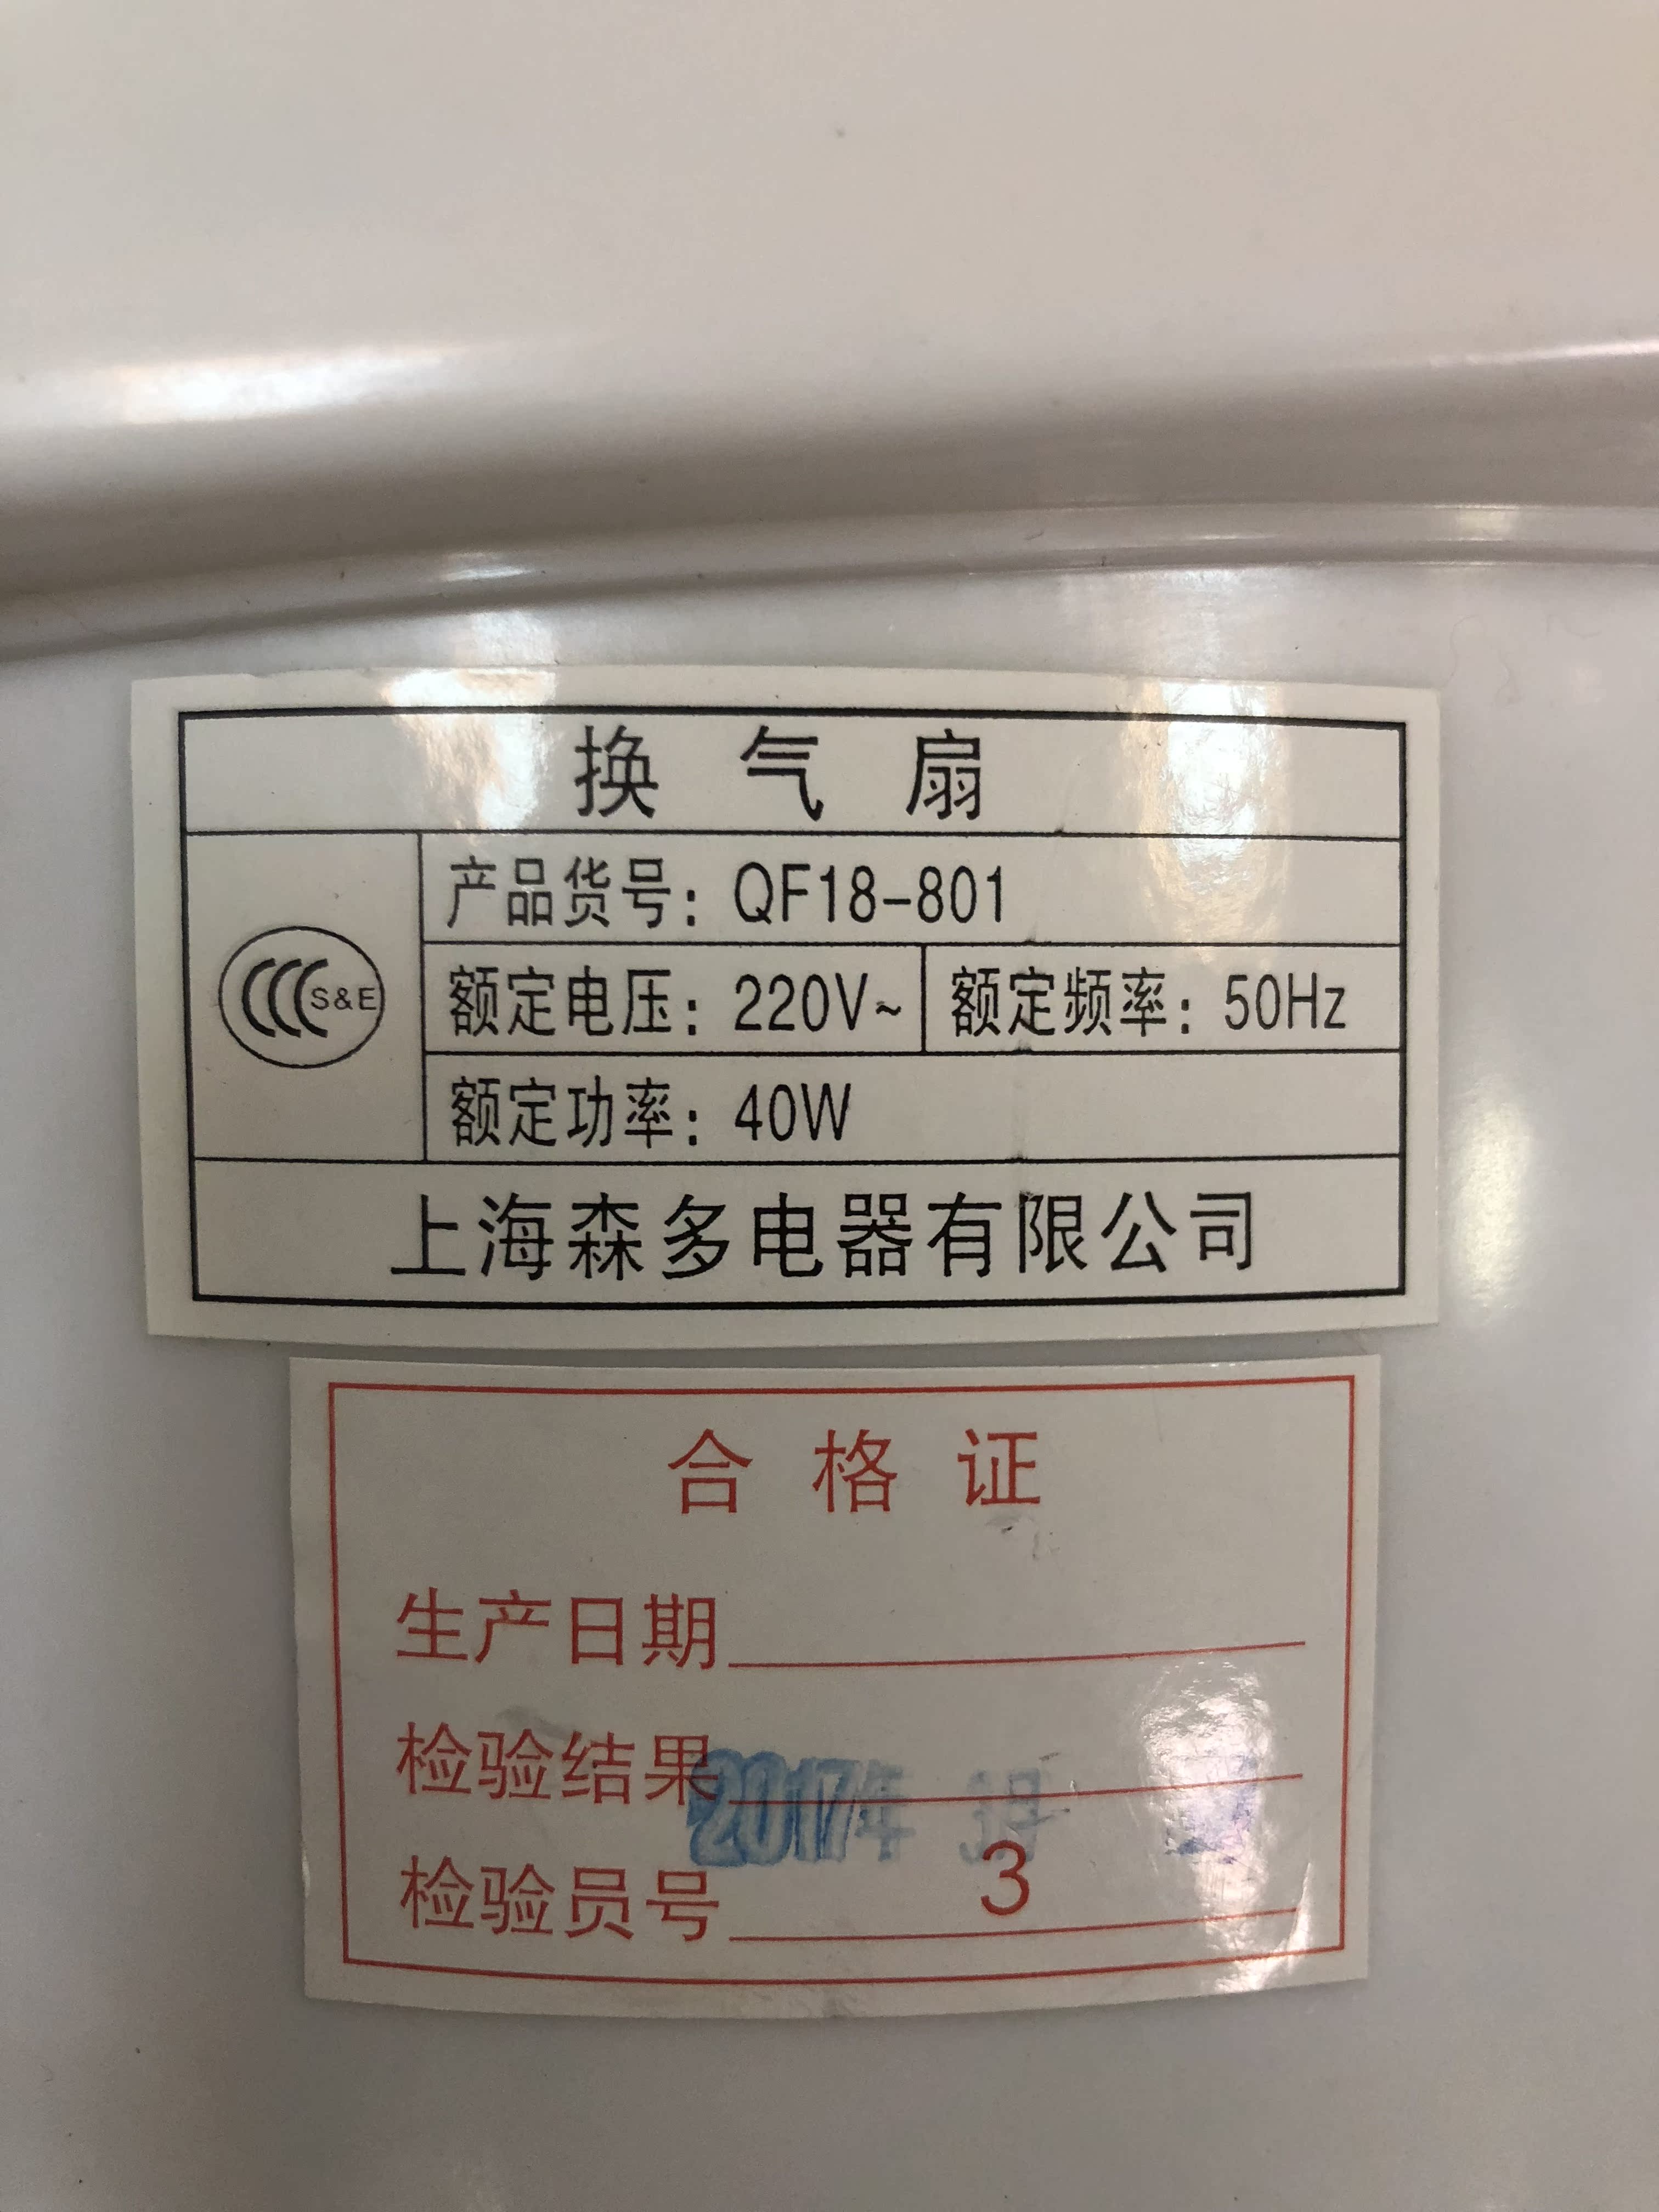 换气扇
产品货号：QF18-801
S&E
额定电压：220V~ 额定频率：50Hz
额定功率：40W
上海森多电器有限公司
合格证
生产日期
检验结果
2017年 月
检验员号 3